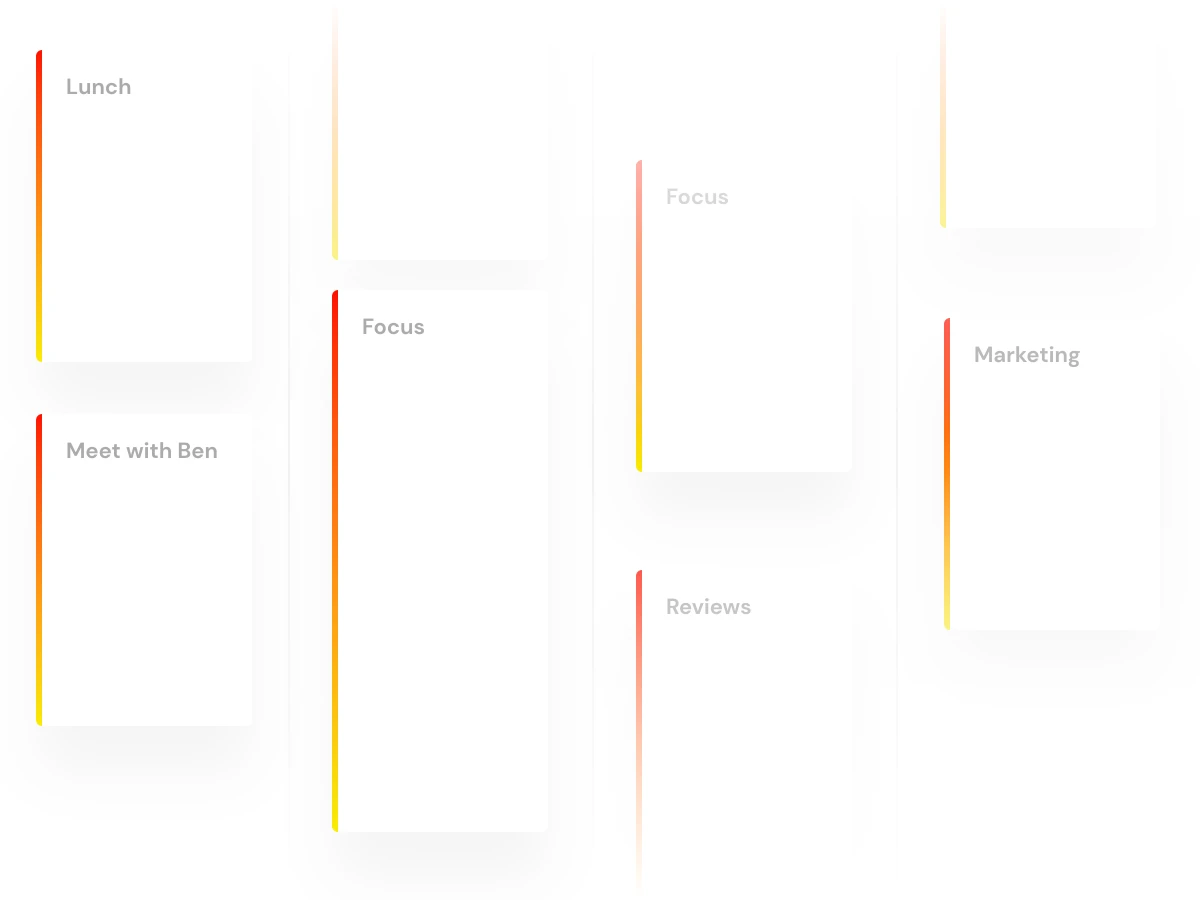 Lunch
Meet with Ben
Focus
Focus
Reviews
Marketing